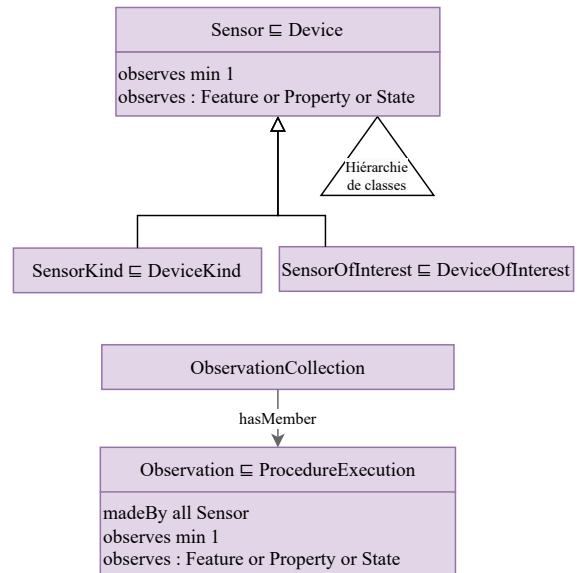 Sensor ⊑ Device
observes min 1
observes : Feature or Property or State
Hiérarchie
de classes
SensorKind ⊑ DeviceKind
SensorOfInterest ⊑ DeviceOfInterest
ObservationCollection
hasMember
Observation ⊑ ProcedureExecution
madeBy all Sensor
observes min 1
observes : Feature or Property or State